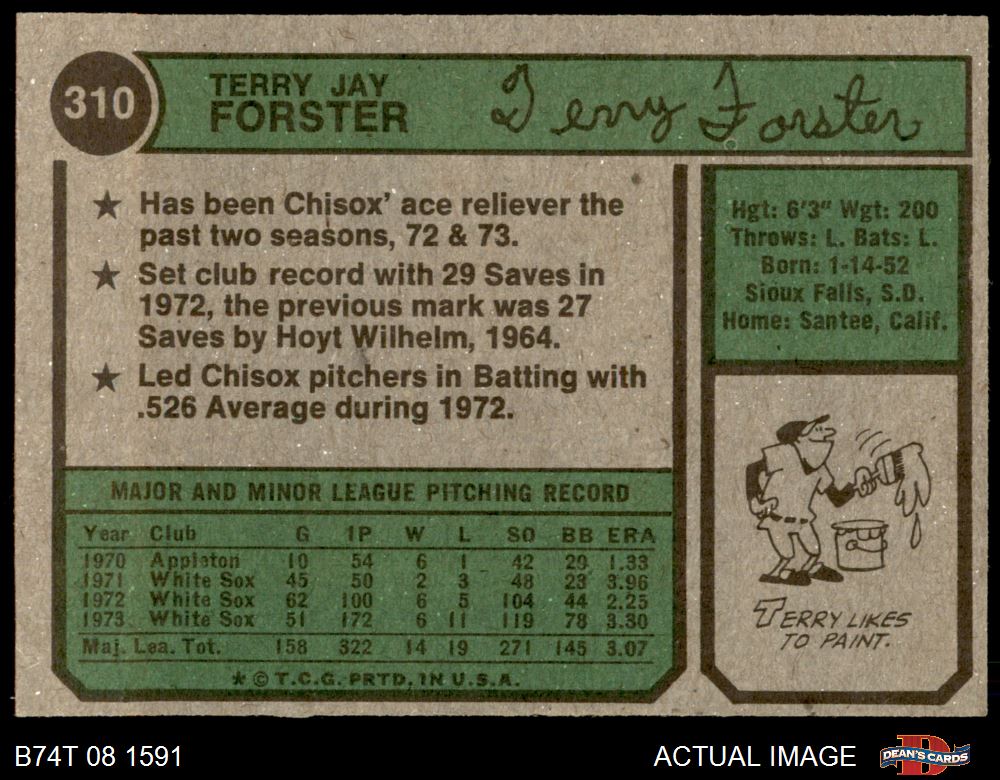 310
TERRY JAY
FORSTER
Terry Forster
★ Has been Chisox' ace reliever the
past two seasons, 72 & 73.
★ Set club record with 29 Saves in
1972, the previous mark was 27
Saves by Hoyt Wilhelm, 1964.
★ Led Chisox pitchers in Batting with
.526 Average during 1972.
Hgt: 6'3" Wgt: 200
Throws: L. Bats: L.
Born: 1-14-52
Sioux Falls, S.D.
Home: Santee, Calif.
MAJOR AND MINOR LEAGUE PITCHING RECORD
Year Club G IP W L SO BB ERA
1970 Appleton 10 54 6 1 42 29 1.33
1971 White Sox 45 50 2 3 48 23 3.96
1972 White Sox 62 100 6 5 104 44 2.25
1973 White Sox 51 172 6 11 119 78 3.30
Maj. Lea. Tot. 158 322 14 19 271 145 3.07
★ © T.C.G. PRTD. IN U.S.A.
TERRY LIKES
TO PAINT.
B74T 08 1591
ACTUAL IMAGE
DEAN'S CARDS